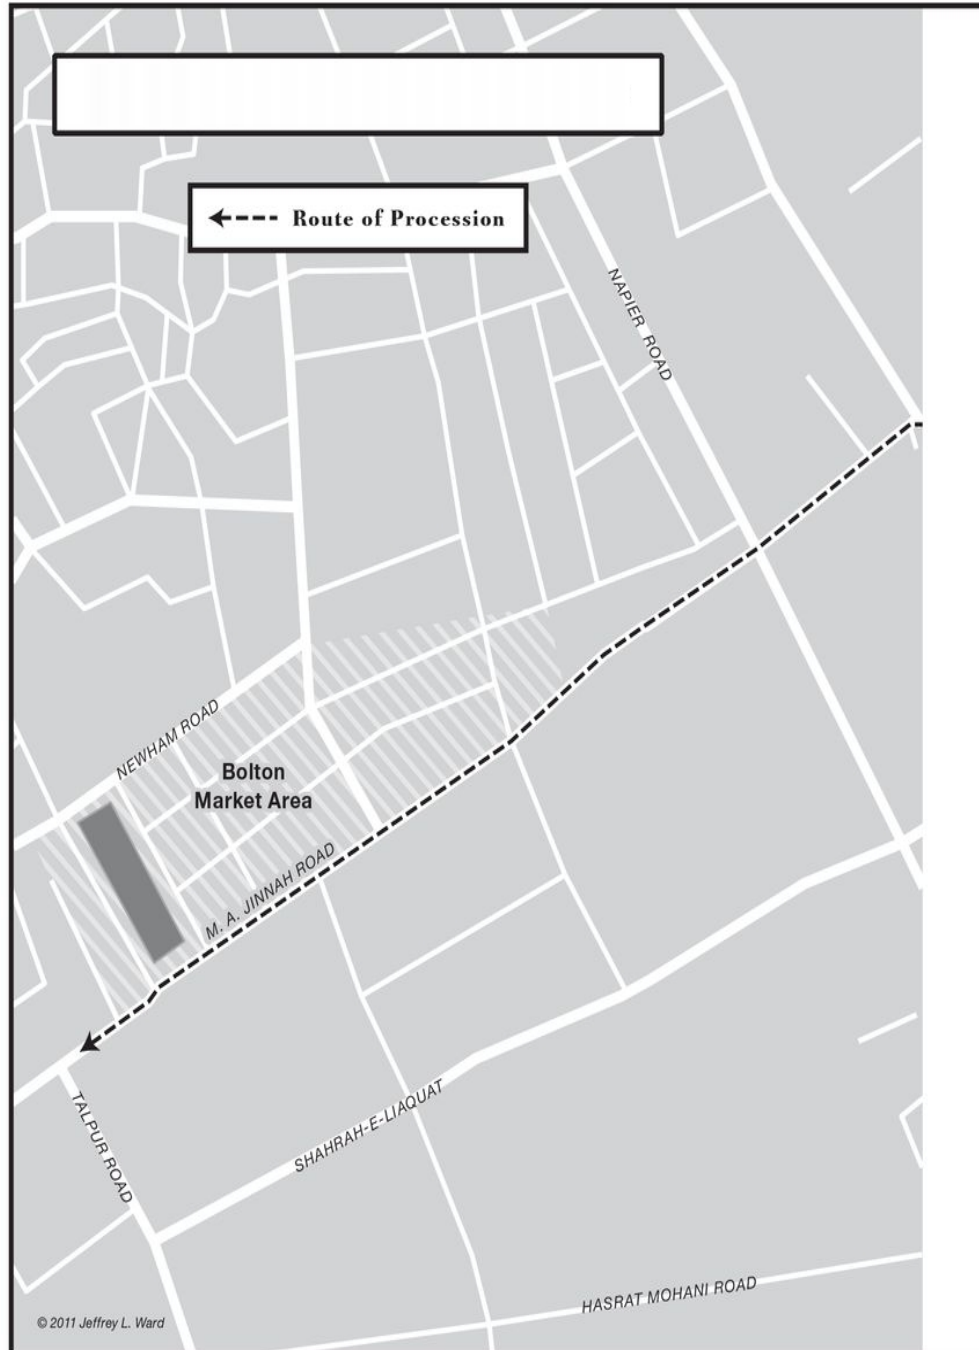 Route of Procession
NAPIER ROAD
NEWHAM ROAD
Bolton
Market Area
M. A. JINNAH ROAD
TALPUR ROAD
SHAHRAH-E-LIAQUAT
HASRAT MOHANI ROAD
© 2011 Jeffrey L. Ward